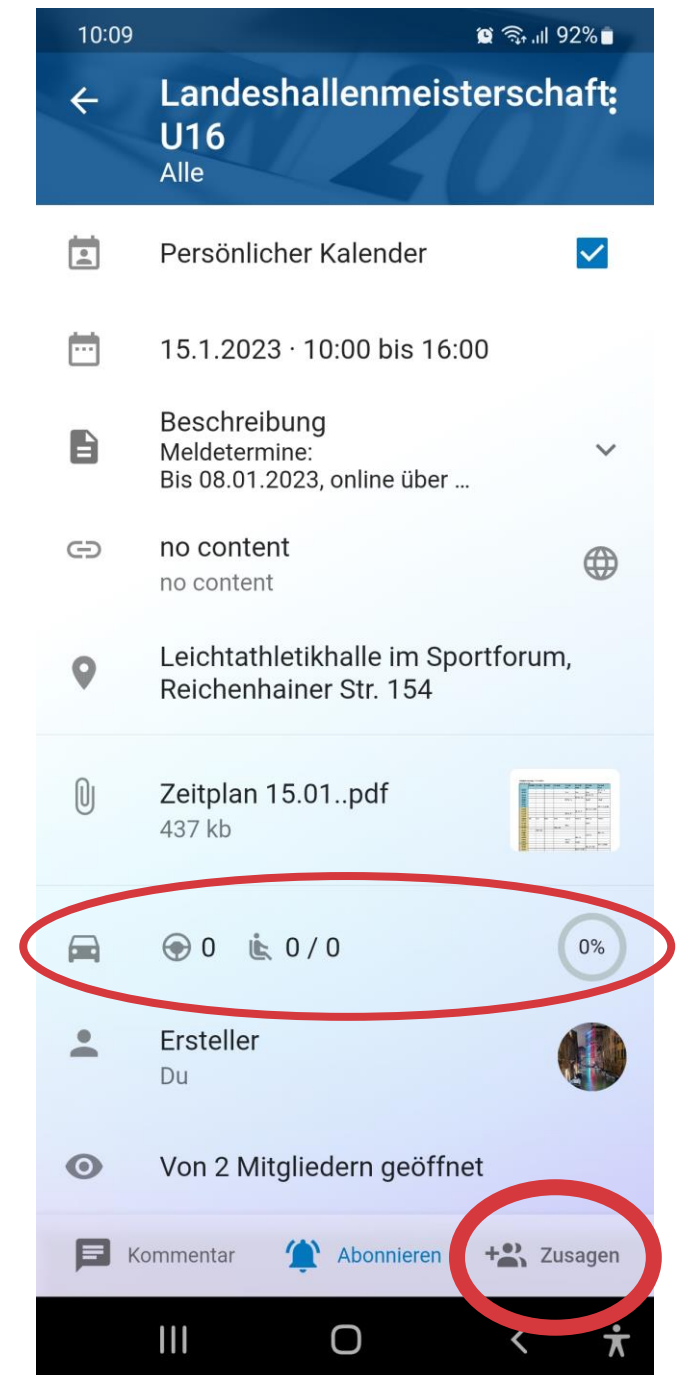 10:09
92%
Landeshallenmeisterschaft
U16
Alle
Persönlicher Kalender
15.1.2023 · 10:00 bis 16:00
Beschreibung
Meldetermine:
Bis 08.01.2023, online über ...
no content
no content
Leichtathletikhalle im Sportforum,
Reichenhainer Str. 154
Zeitplan 15.01..pdf
437 kb
0 0 / 0 0%
Ersteller
Du
Von 2 Mitgliedern geöffnet
Kommentar Abonnieren Zusagen